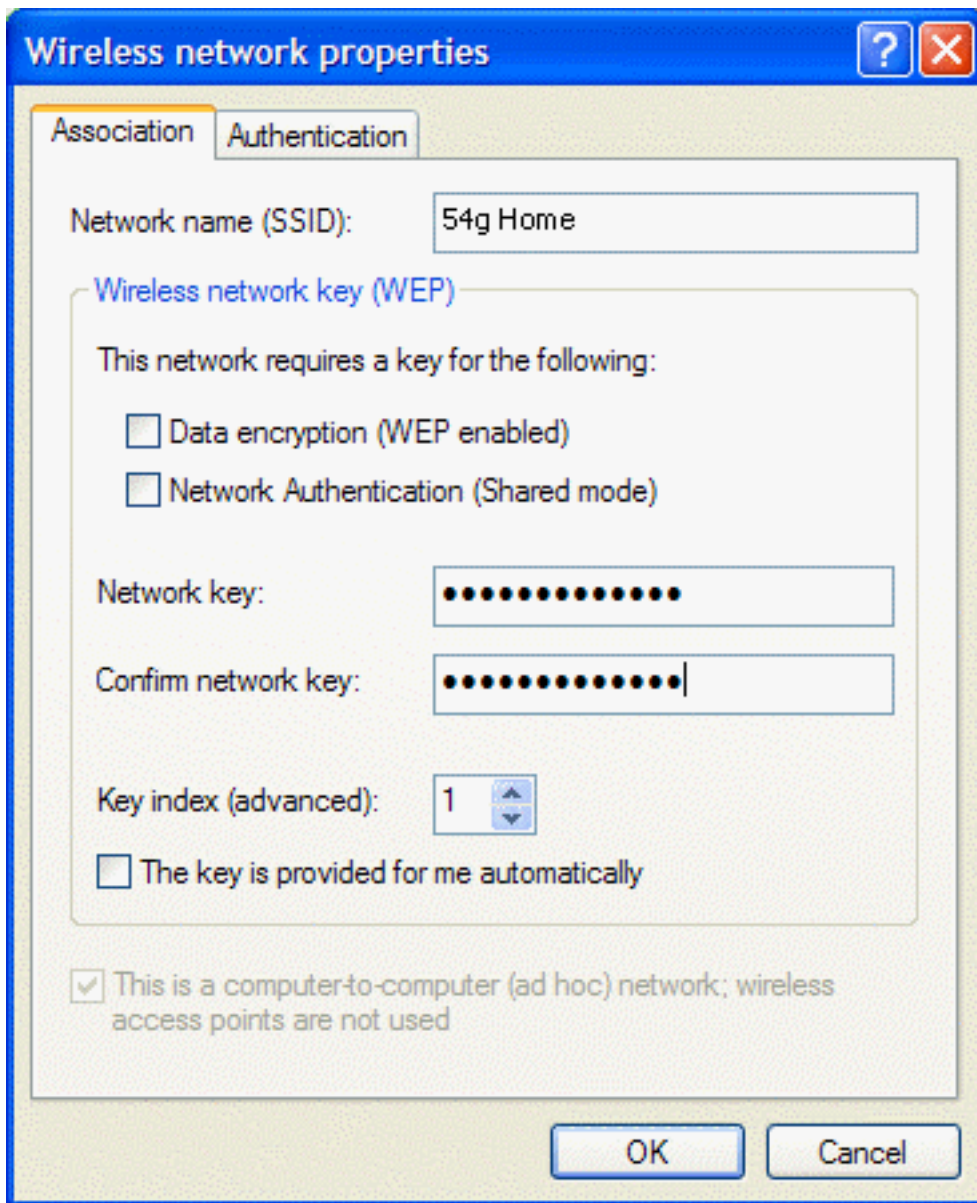 Wireless network properties
Association
Authentication
Network name (SSID):
54g Home
Wireless network key (WEP)
This network requires a key for the following:
Data encryption (WEP enabled)
Network Authentication (Shared mode)
Network key:
•••••••••••••
Confirm network key:
•••••••••••••
Key index (advanced):
1
The key is provided for me automatically
This is a computer-to-computer (ad hoc) network; wireless
access points are not used
OK
Cancel